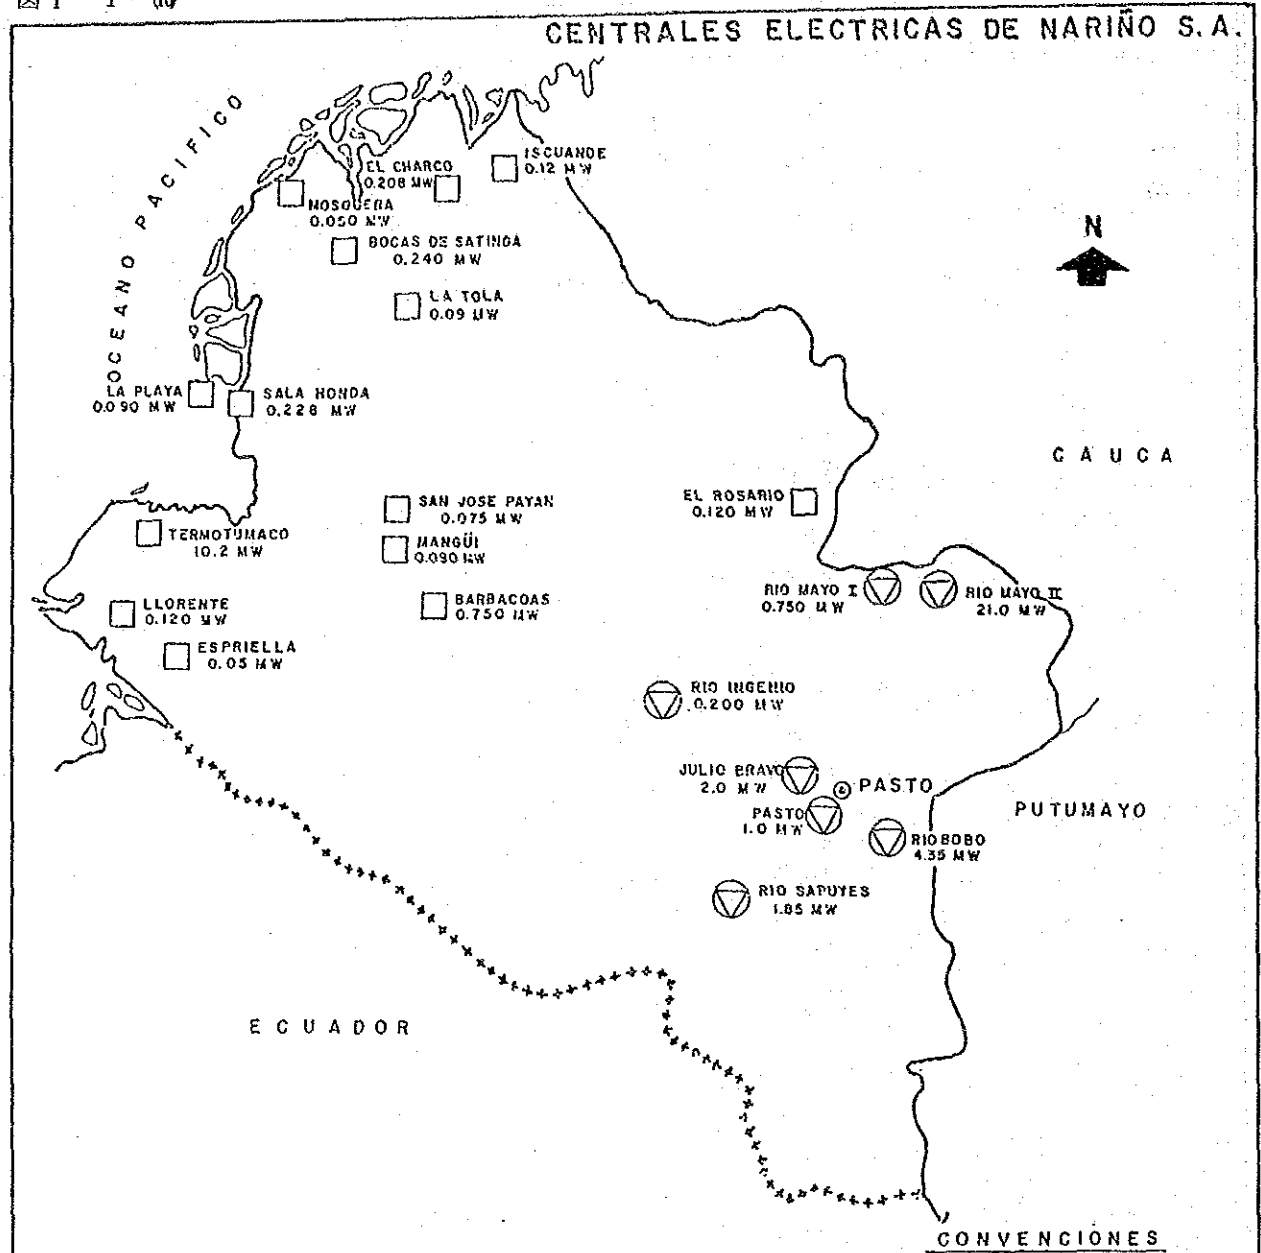 CENTRALES ELECTRICAS DE NARIÑO S.A.
OCEANO PACIFICO
ISCUANDE
0.12 MW
EL CHARCO
0.208 MW
MOSQUERA
0.050 MW
BOCAS DE SATINGA
0.240 MW
LA TOLA
0.09 MW
N
LA PLAYA
0.090 MW
SALA HONDA
0.228 MW
CAUCA
SAN JOSE PAYAN
0.075 MW
EL ROSARIO
0.120 MW
TERMOTUMACO
10.2 MW
MANGÜI
0.090 MW
RIO MAYO I
0.750 MW
RIO MAYO II
21.0 MW
LLORENTE
0.120 MW
BARBACOAS
0.750 MW
ESPRIELLA
0.05 MW
RIO INGENIO
0.200 MW
JULIO BRAVO
2.0 MW
PASTO
PASTO
1.0 MW
PUTUMAYO
RIO BOBO
4.35 MW
RIO SAPUYES
1.85 MW
ECUADOR
CONVENCIONES